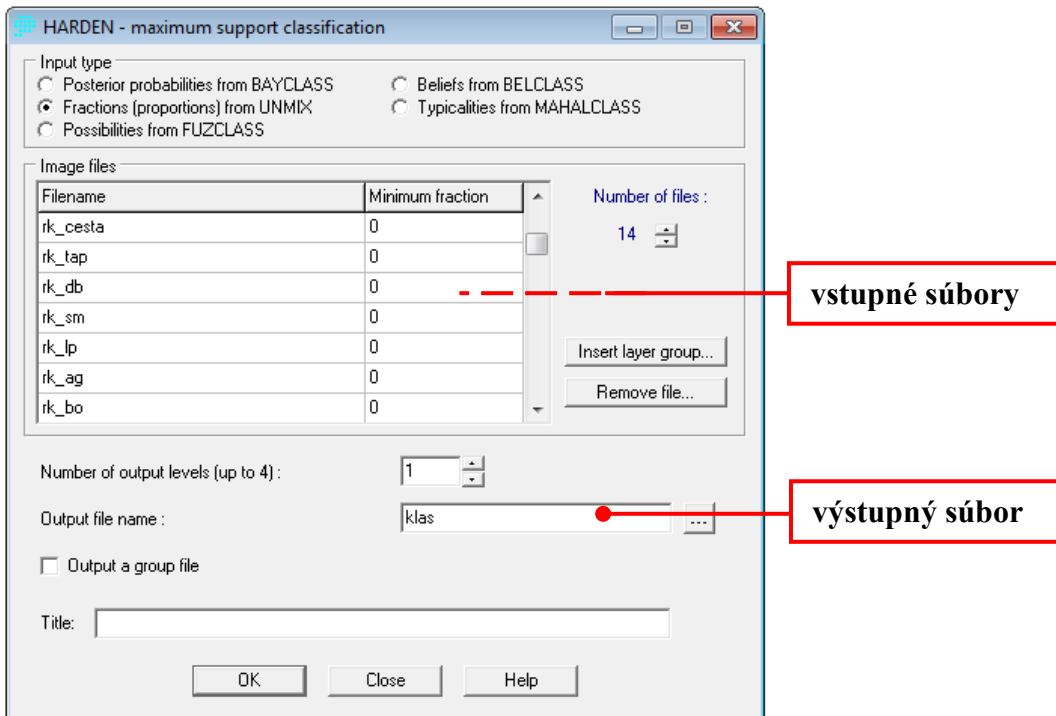 HARDEN - maximum support classification
Input type
Posterior probabilities from BAYCLASS
Beliefs from BELCLASS
Fractions (proportions) from UNMIX
Typicalities from MAHALCLASS
Possibilities from FUZCLASS
Image files
Filename Minimum fraction
rk_cesta 0
rk_tap 0
rk_db 0
rk_sm 0
rk_lp 0
rk_ag 0
rk_bo 0
Number of files :
14
Insert layer group...
Remove file...
vstupné súbory
Number of output levels (up to 4) : 1
Output file name : klas ...
výstupný súbor
Output a group file
Title:
OK Close Help